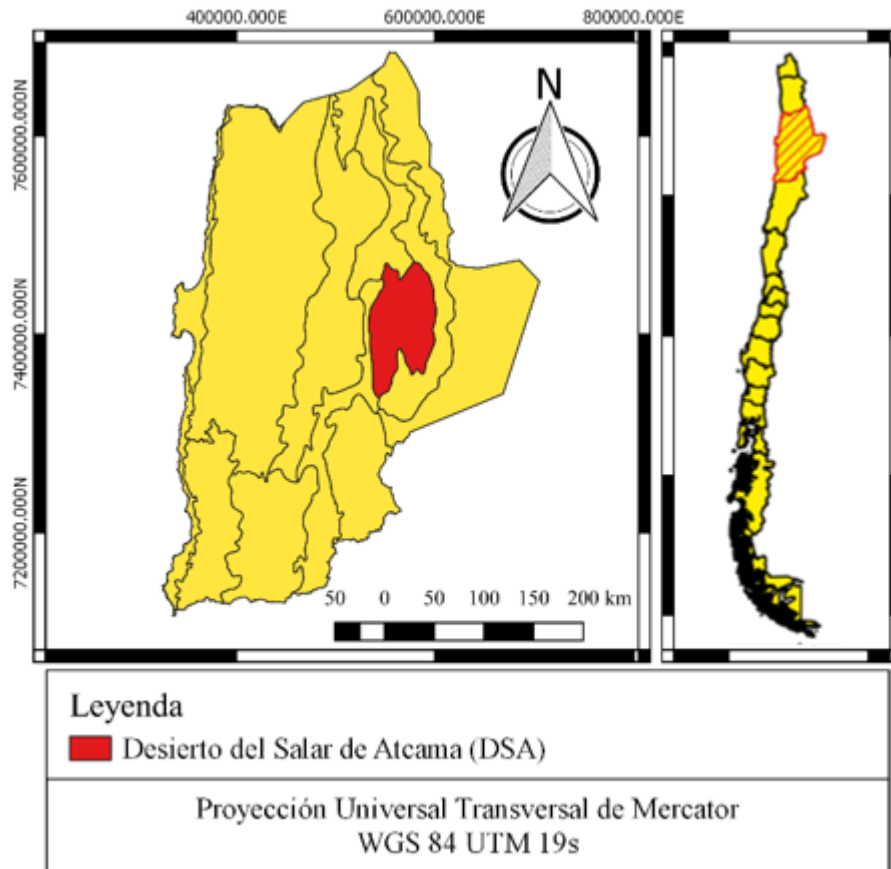 400000.000E 600000.000E 800000.000E
7600000.000N
7400000.000N
7200000.000N
N
50 0 50 100 150 200 km
Leyenda
Desierto del Salar de Atcama (DSA)
Proyección Universal Transversal de Mercator
WGS 84 UTM 19s